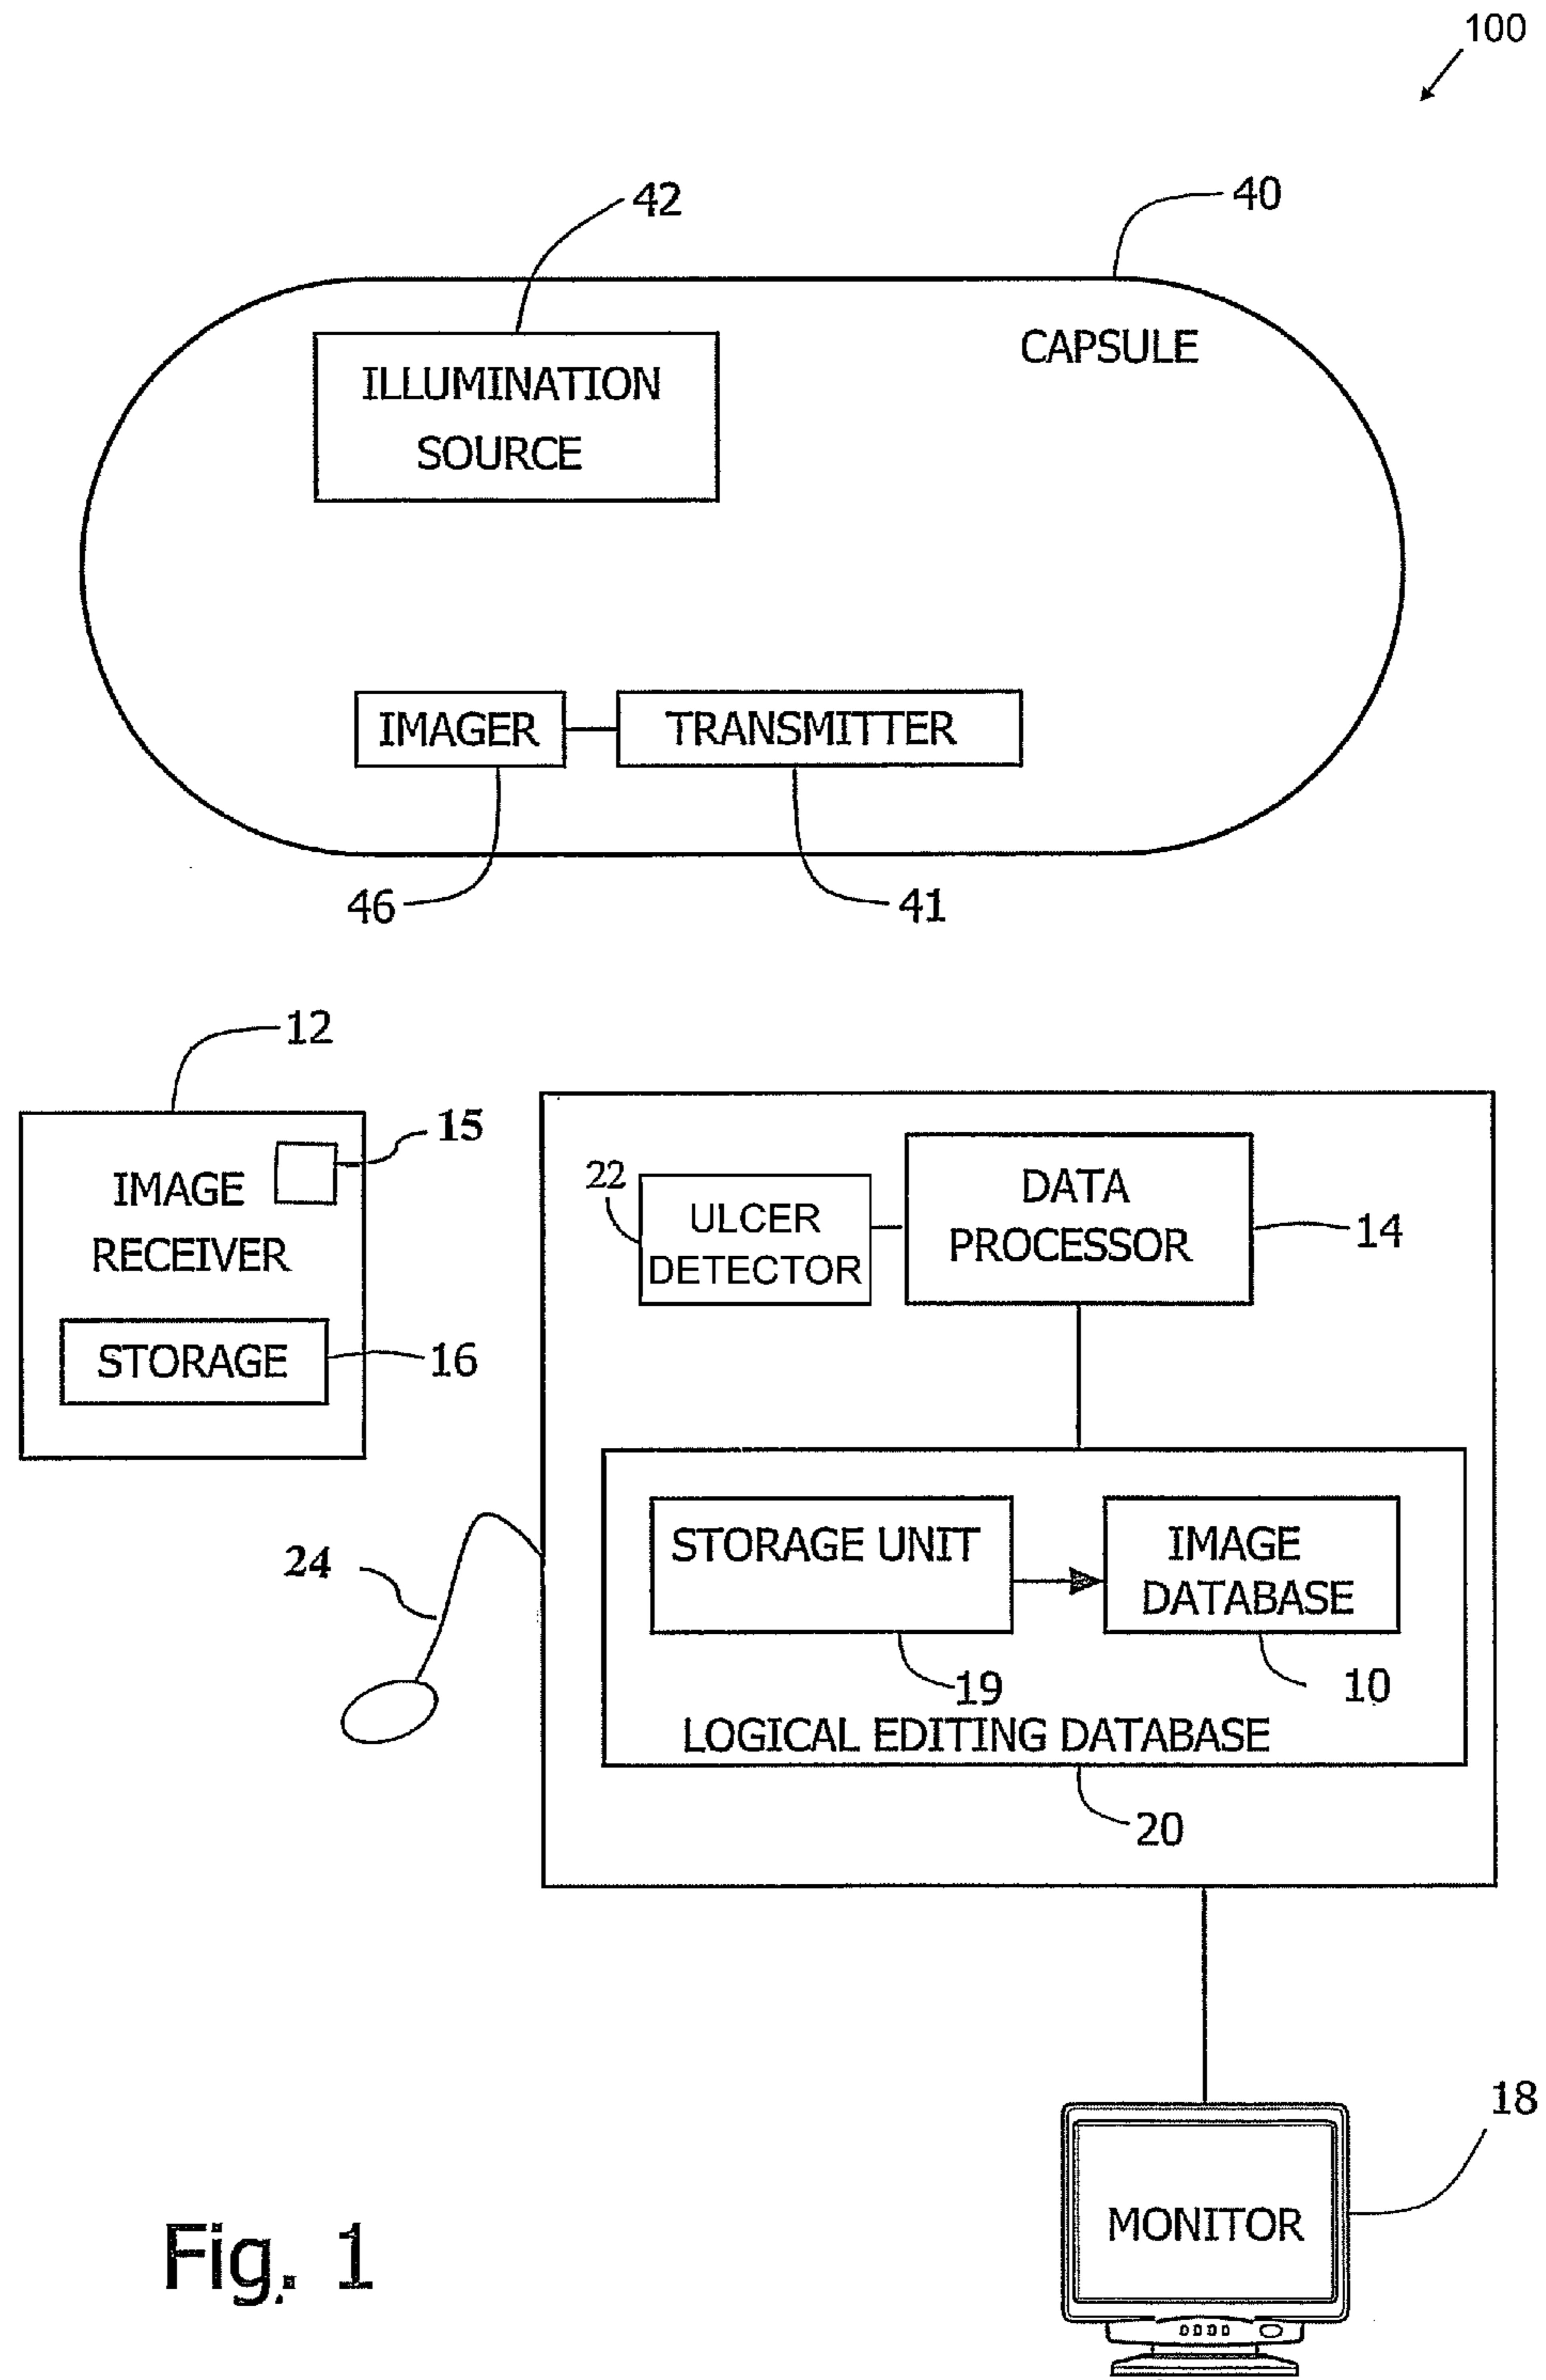 100
42
40
CAPSULE
ILLUMINATION
SOURCE
IMAGER
TRANSMITTER
46
41
12
15
IMAGE
RECEIVER
STORAGE
16
22
ULCER
DETECTOR
DATA
PROCESSOR
14
STORAGE UNIT
IMAGE
DATABASE
24
19
10
LOGICAL EDITING DATABASE
20
18
MONITOR
Fig. 1